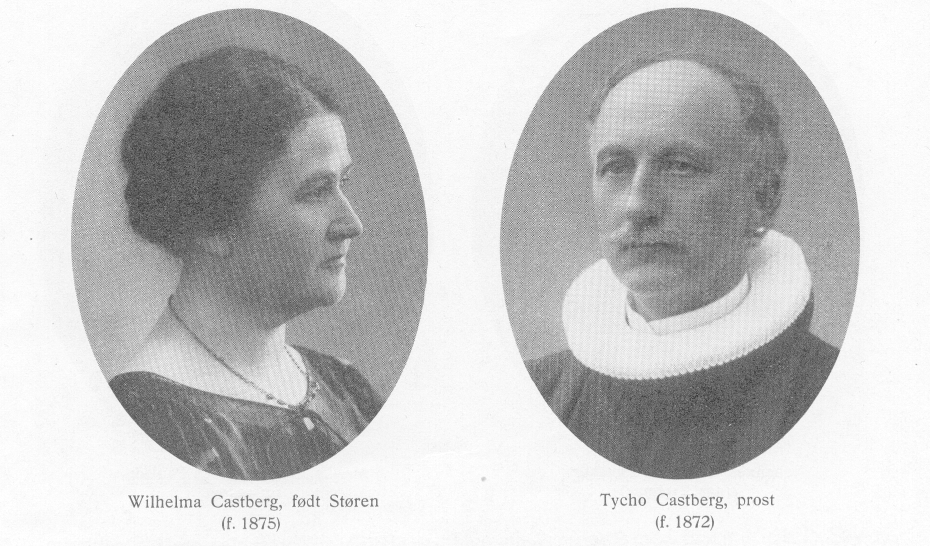 Wilhelma Castberg, født Støren
(f. 1875)
Tycho Castberg, prost
(f. 1872)